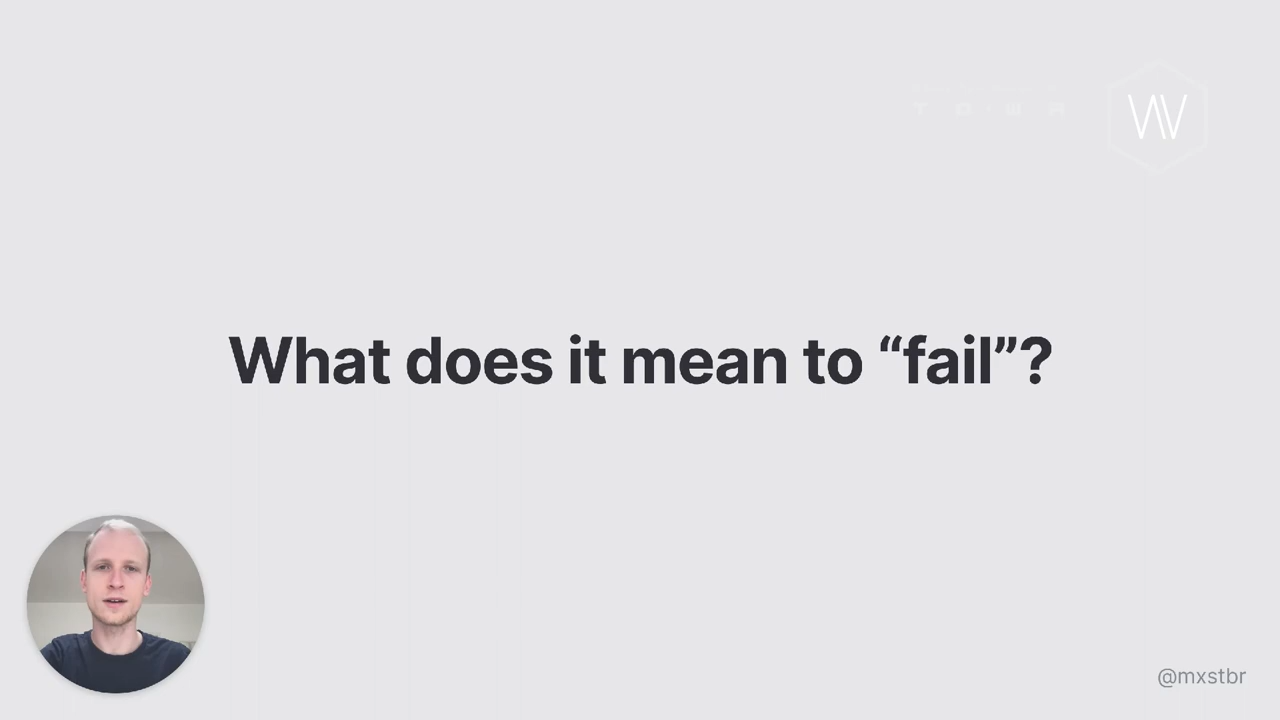 W
What does it mean to “fail”?
@mxstbr